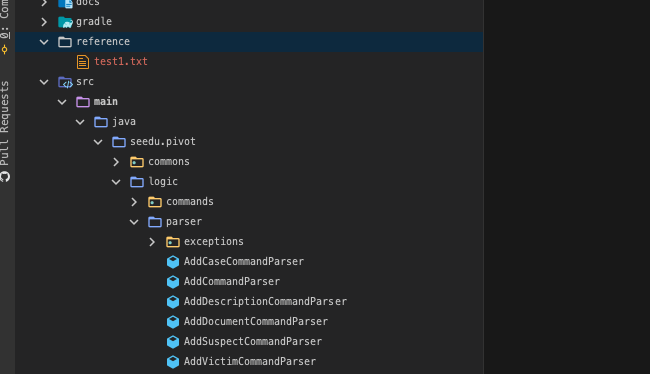 docs
gradle
reference
test1.txt
src
main
java
seedu.pivot
commons
logic
commands
parser
exceptions
AddCaseCommandParser
AddCommandParser
AddDescriptionCommandParser
AddDocumentCommandParser
AddSuspectCommandParser
AddVictimCommandParser
0: Com
Pull Requests